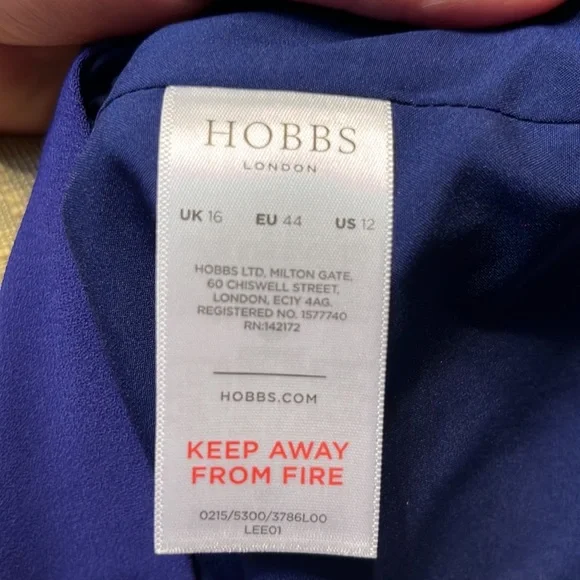 HOBBS
LONDON
UK 16 EU 44 US 12
HOBBS LTD, MILTON GATE,
60 CHISWELL STREET,
LONDON, EC1Y 4AG.
REGISTERED NO. 1577740
RN:142172
HOBBS.COM
KEEP AWAY
FROM FIRE
0215/5300/3786L00
LEE01